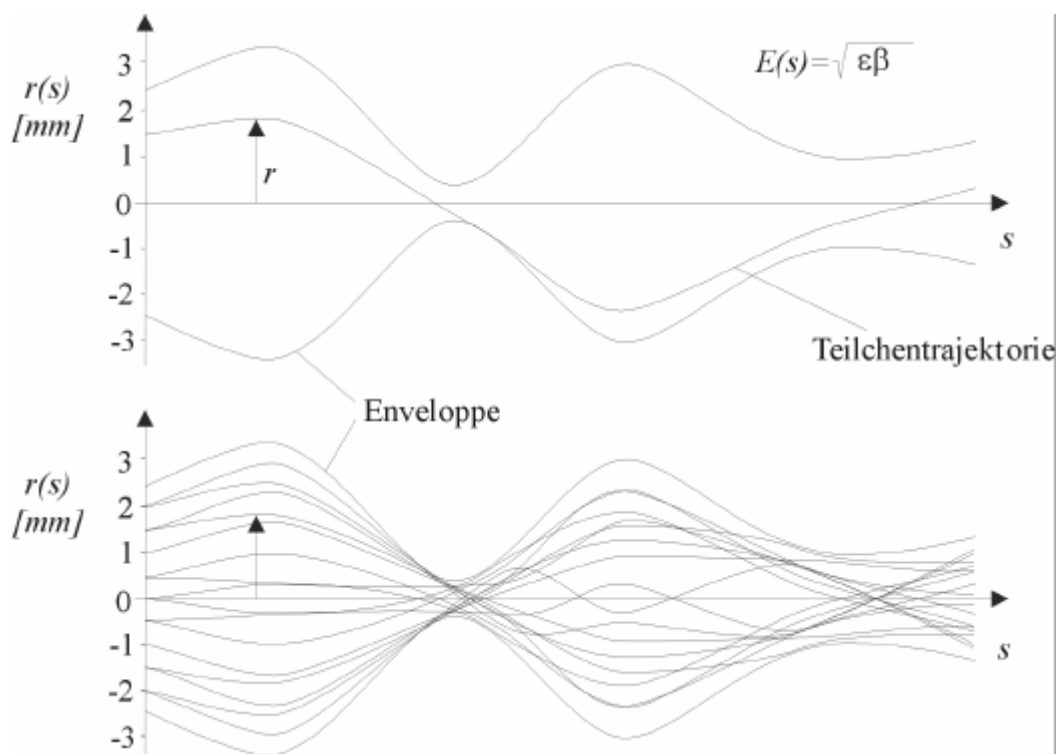 3
E(s)=√εβ
r(s)
[mm]
2
1
r
0
s
-1
-2
-3
Teilchentrajektorie
Enveloppe
3
r(s)
[mm]
2
1
0
s
-1
-2
-3